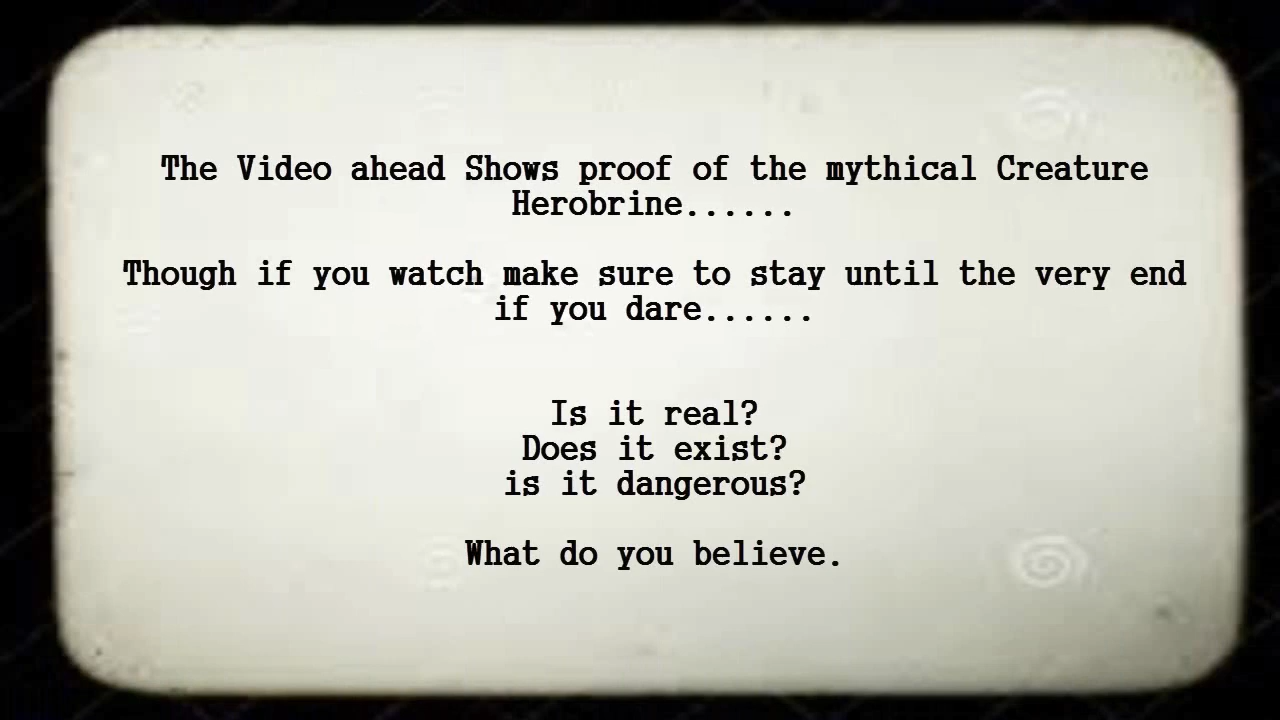 The Video ahead Shows proof of the mythical Creature
Herobrine......
Though if you watch make sure to stay until the very end
if you dare......
Is it real?
Does it exist?
is it dangerous?
What do you believe.